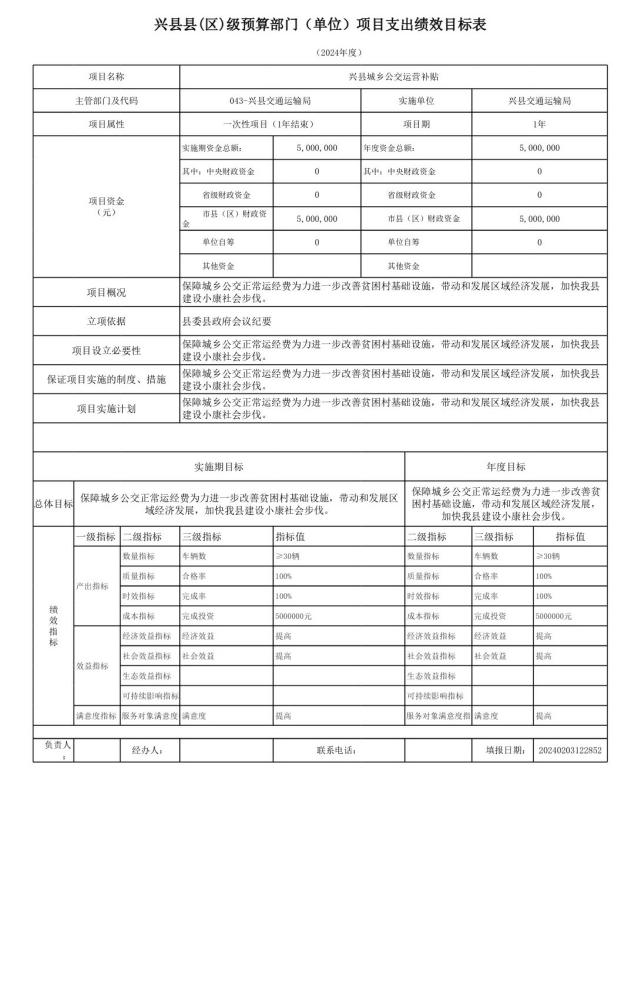 兴县县(区)级预算部门（单位）项目支出绩效目标表
（2024年度）
项目名称 兴县城乡公交运营补贴
主管部门及代码 043-兴县交通运输局 实施单位 兴县交通运输局
项目属性 一次性项目（1年结束） 项目期 1年
项目资金
（元）
实施期资金总额： 5,000,000 年度资金总额： 5,000,000
其中：中央财政资金 0 其中：中央财政资金 0
省级财政资金 0 省级财政资金 0
市县（区）财政资
金 5,000,000 市县（区）财政资金 5,000,000
单位自筹 0 单位自筹 0
其他资金 其他资金
项目概况 保障城乡公交正常运经费为力进一步改善贫困村基础设施，带动和发展区域经济发展，加快我县
建设小康社会步伐。
立项依据 县委县政府会议纪要
项目设立必要性 保障城乡公交正常运经费为力进一步改善贫困村基础设施，带动和发展区域经济发展，加快我县
建设小康社会步伐。
保证项目实施的制度、措施 保障城乡公交正常运经费为力进一步改善贫困村基础设施，带动和发展区域经济发展，加快我县
建设小康社会步伐。
项目实施计划 保障城乡公交正常运经费为力进一步改善贫困村基础设施，带动和发展区域经济发展，加快我县
建设小康社会步伐。
实施期目标 年度目标
总体目标 保障城乡公交正常运经费为力进一步改善贫困村基础设施，带动和发展区
域经济发展，加快我县建设小康社会步伐。
保障城乡公交正常运经费为力进一步改善贫
困村基础设施，带动和发展区域经济发展，
加快我县建设小康社会步伐。
绩效指标
一级指标 二级指标 三级指标 指标值 二级指标 三级指标 指标值
产出指标
数量指标 车辆数 ≥30辆 数量指标 车辆数 ≥30辆
质量指标 合格率 100% 质量指标 合格率 100%
时效指标 完成率 100% 时效指标 完成率 100%
成本指标 完成投资 5000000元 成本指标 完成投资 5000000元
效益指标
经济效益指标 经济效益 提高 经济效益指标 经济效益 提高
社会效益指标 社会效益 提高 社会效益指标 社会效益 提高
生态效益指标 生态效益指标
可持续影响指标 可持续影响指标
满意度指标 服务对象满意度 满意度 提高 服务对象满意度指 满意度 提高
负责人
： 经办人： 联系电话： 填报日期： 20240203122852